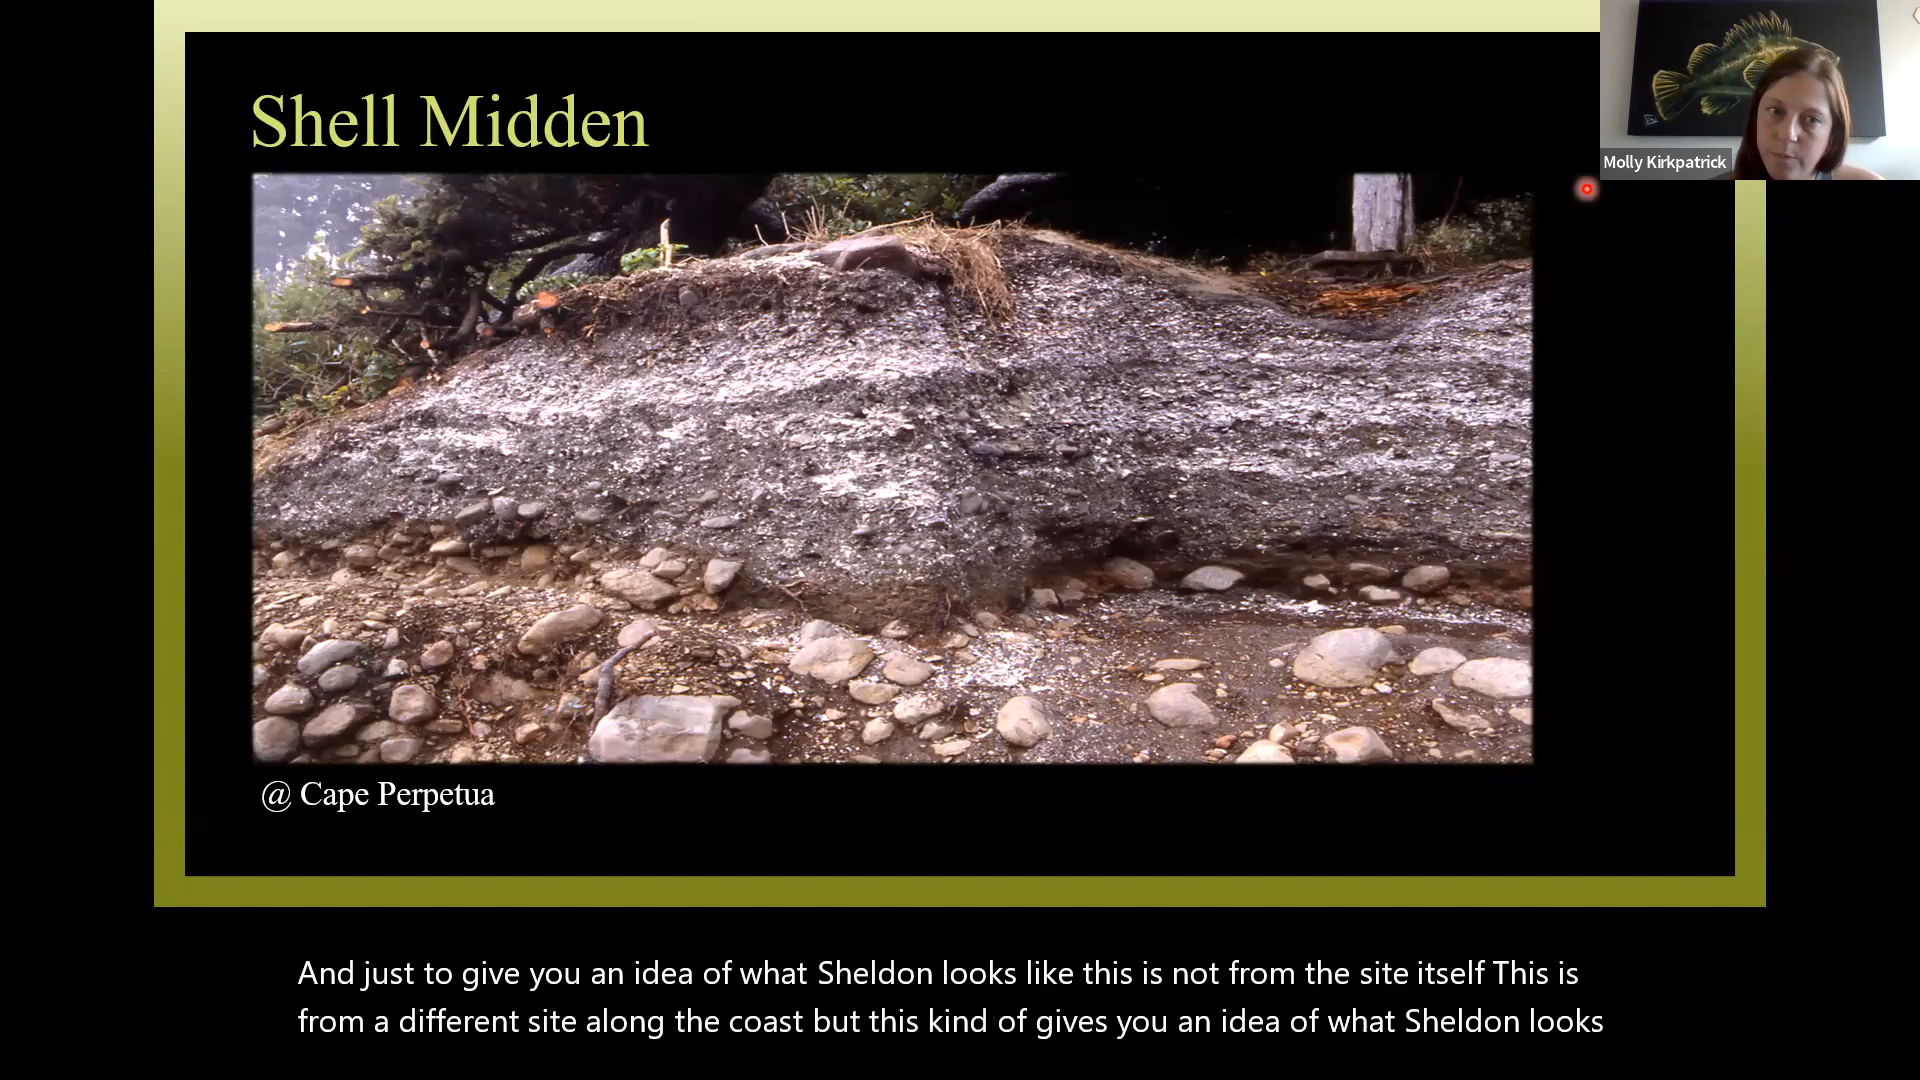 Shell Midden
Molly Kirkpatrick
@ Cape Perpetua
And just to give you an idea of what Sheldon looks like this is not from the site itself This is
from a different site along the coast but this kind of gives you an idea of what Sheldon looks